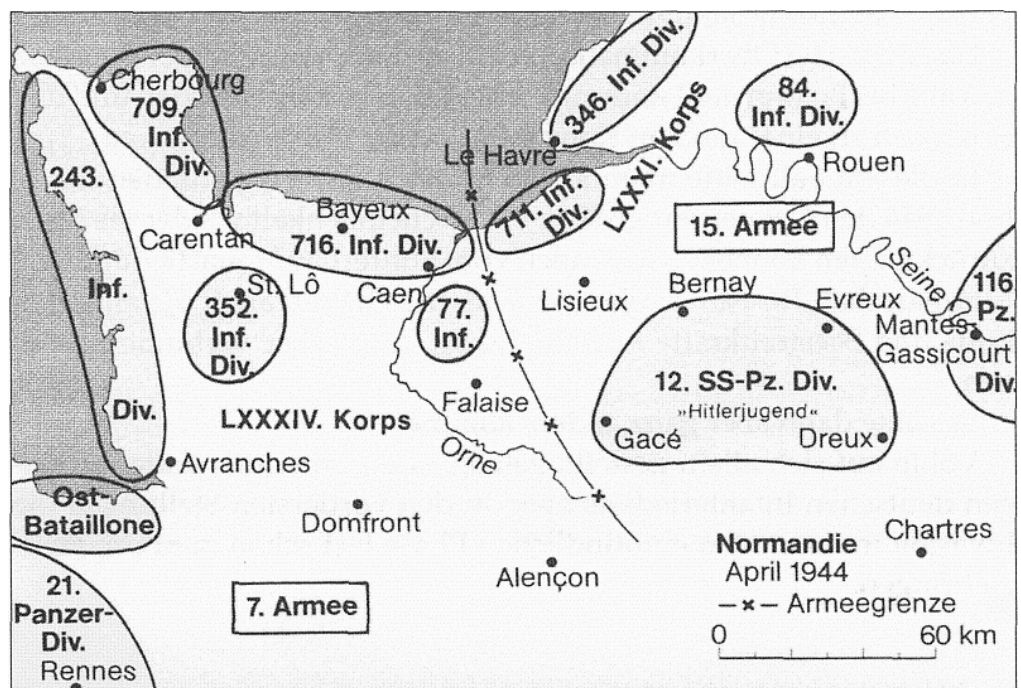 Cherbourg
709.
Inf.
Div.
243.
Inf.
Div.
Carentan
Bayeux
716. Inf. Div.
Caen
St. Lô
352.
Inf.
Div.
77.
Inf.
Le Havre
346. Inf. Div.
LXXXI. Korps
84.
Inf. Div.
Rouen
711. Inf.
Div.
15. Armee
Seine
Lisieux
Bernay
Evreux
Mantes-
Gassicourt
116.
Pz.
Div.
12. SS-Pz. Div.
»Hitlerjugend«
Gacé
Dreux
Falaise
Orne
LXXXIV. Korps
Avranches
Ost-
Bataillone
Domfront
Alençon
Chartres
21.
Panzer-
Div.
Rennes
7. Armee
Normandie
April 1944
Armeegrenze
0 60 km